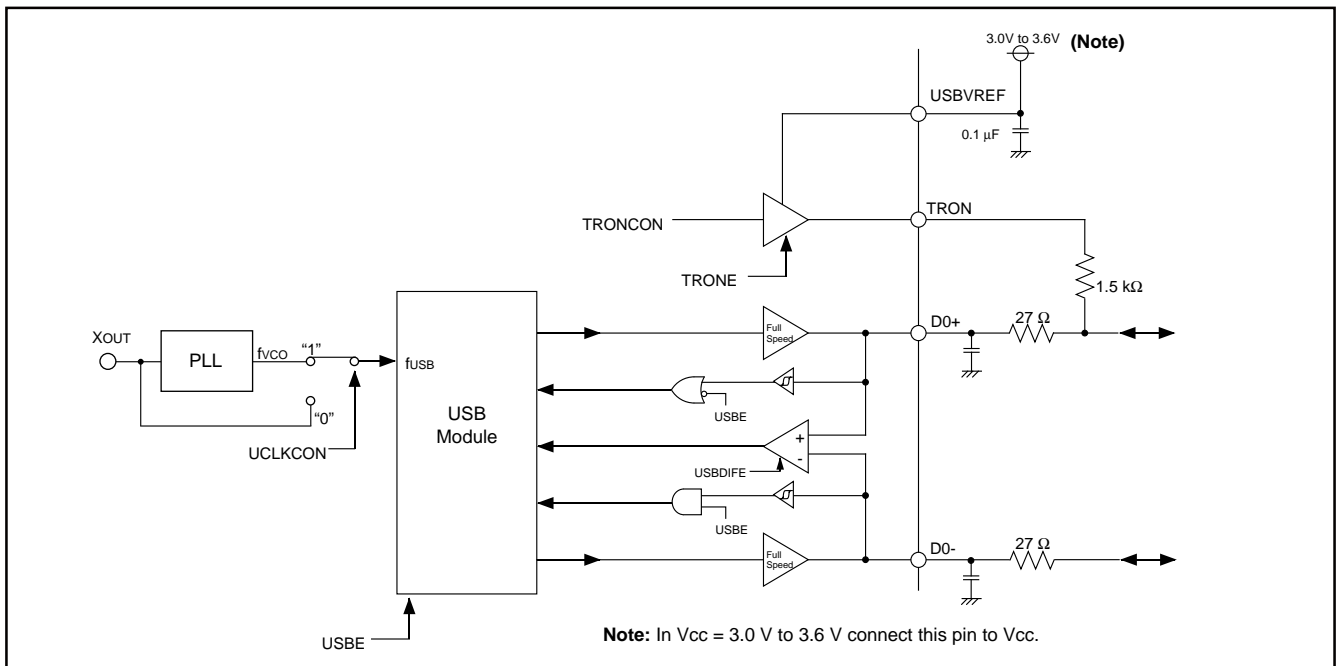 3.0V to 3.6V (Note)
USBVREF
0.1 μF
TRONCON
TRON
TRONE
1.5 kΩ
XOUT
PLL
fVCO
"1"
"0"
UCLKCON
fUSB
USB
Module
USBE
Full
Speed
D0+
27 Ω
USBE
+
-
USBDIFE
USBE
Full
Speed
D0-
27 Ω
Note: In Vcc = 3.0 V to 3.6 V connect this pin to Vcc.